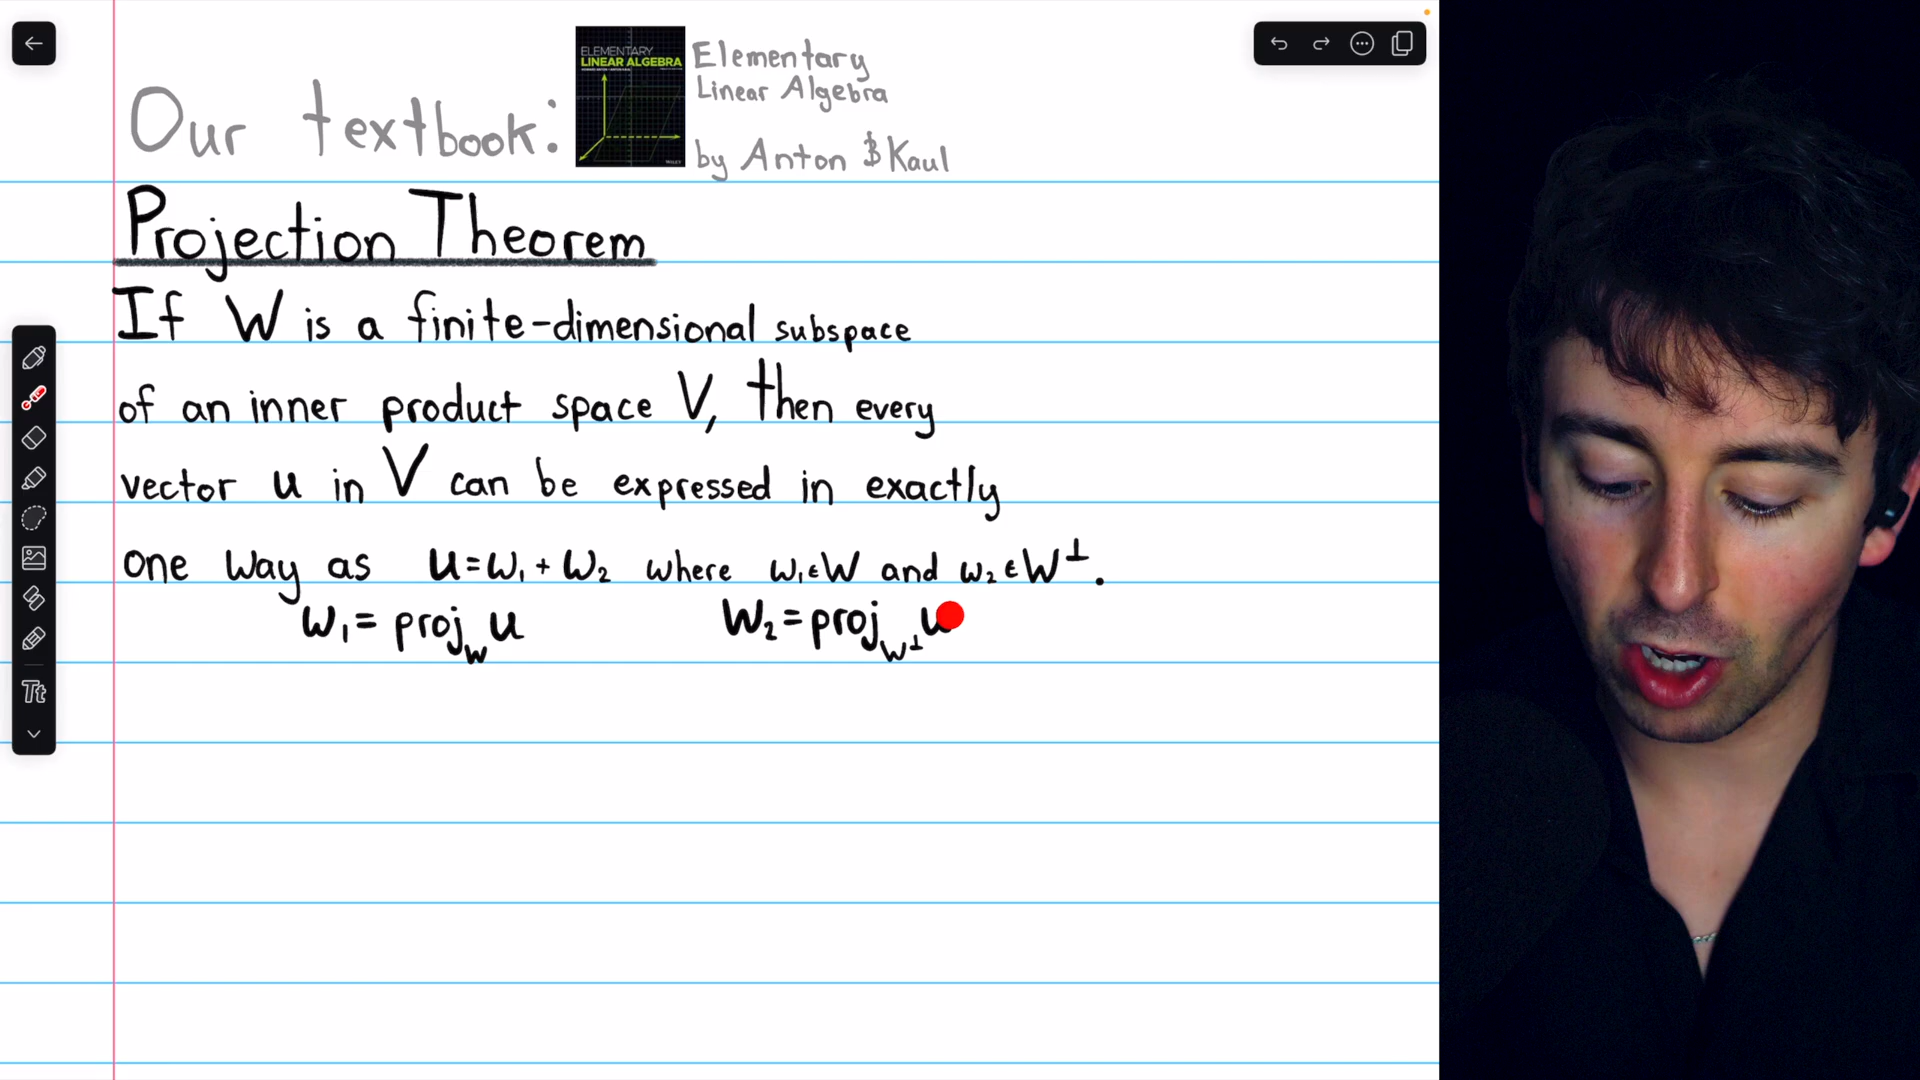 Our textbook:
ELEMENTARY
LINEAR ALGEBRA
Elementary
Linear Algebra
by Anton & Kaul
Projection Theorem
If W is a finite-dimensional subspace
of an inner product space V, then every
vector u in V can be expressed in exactly
one way as u=w₁+w₂ where w₁∈W and w₂∈W⊥.
w₁=proj_W u w₂=proj_W⊥ u
Tt